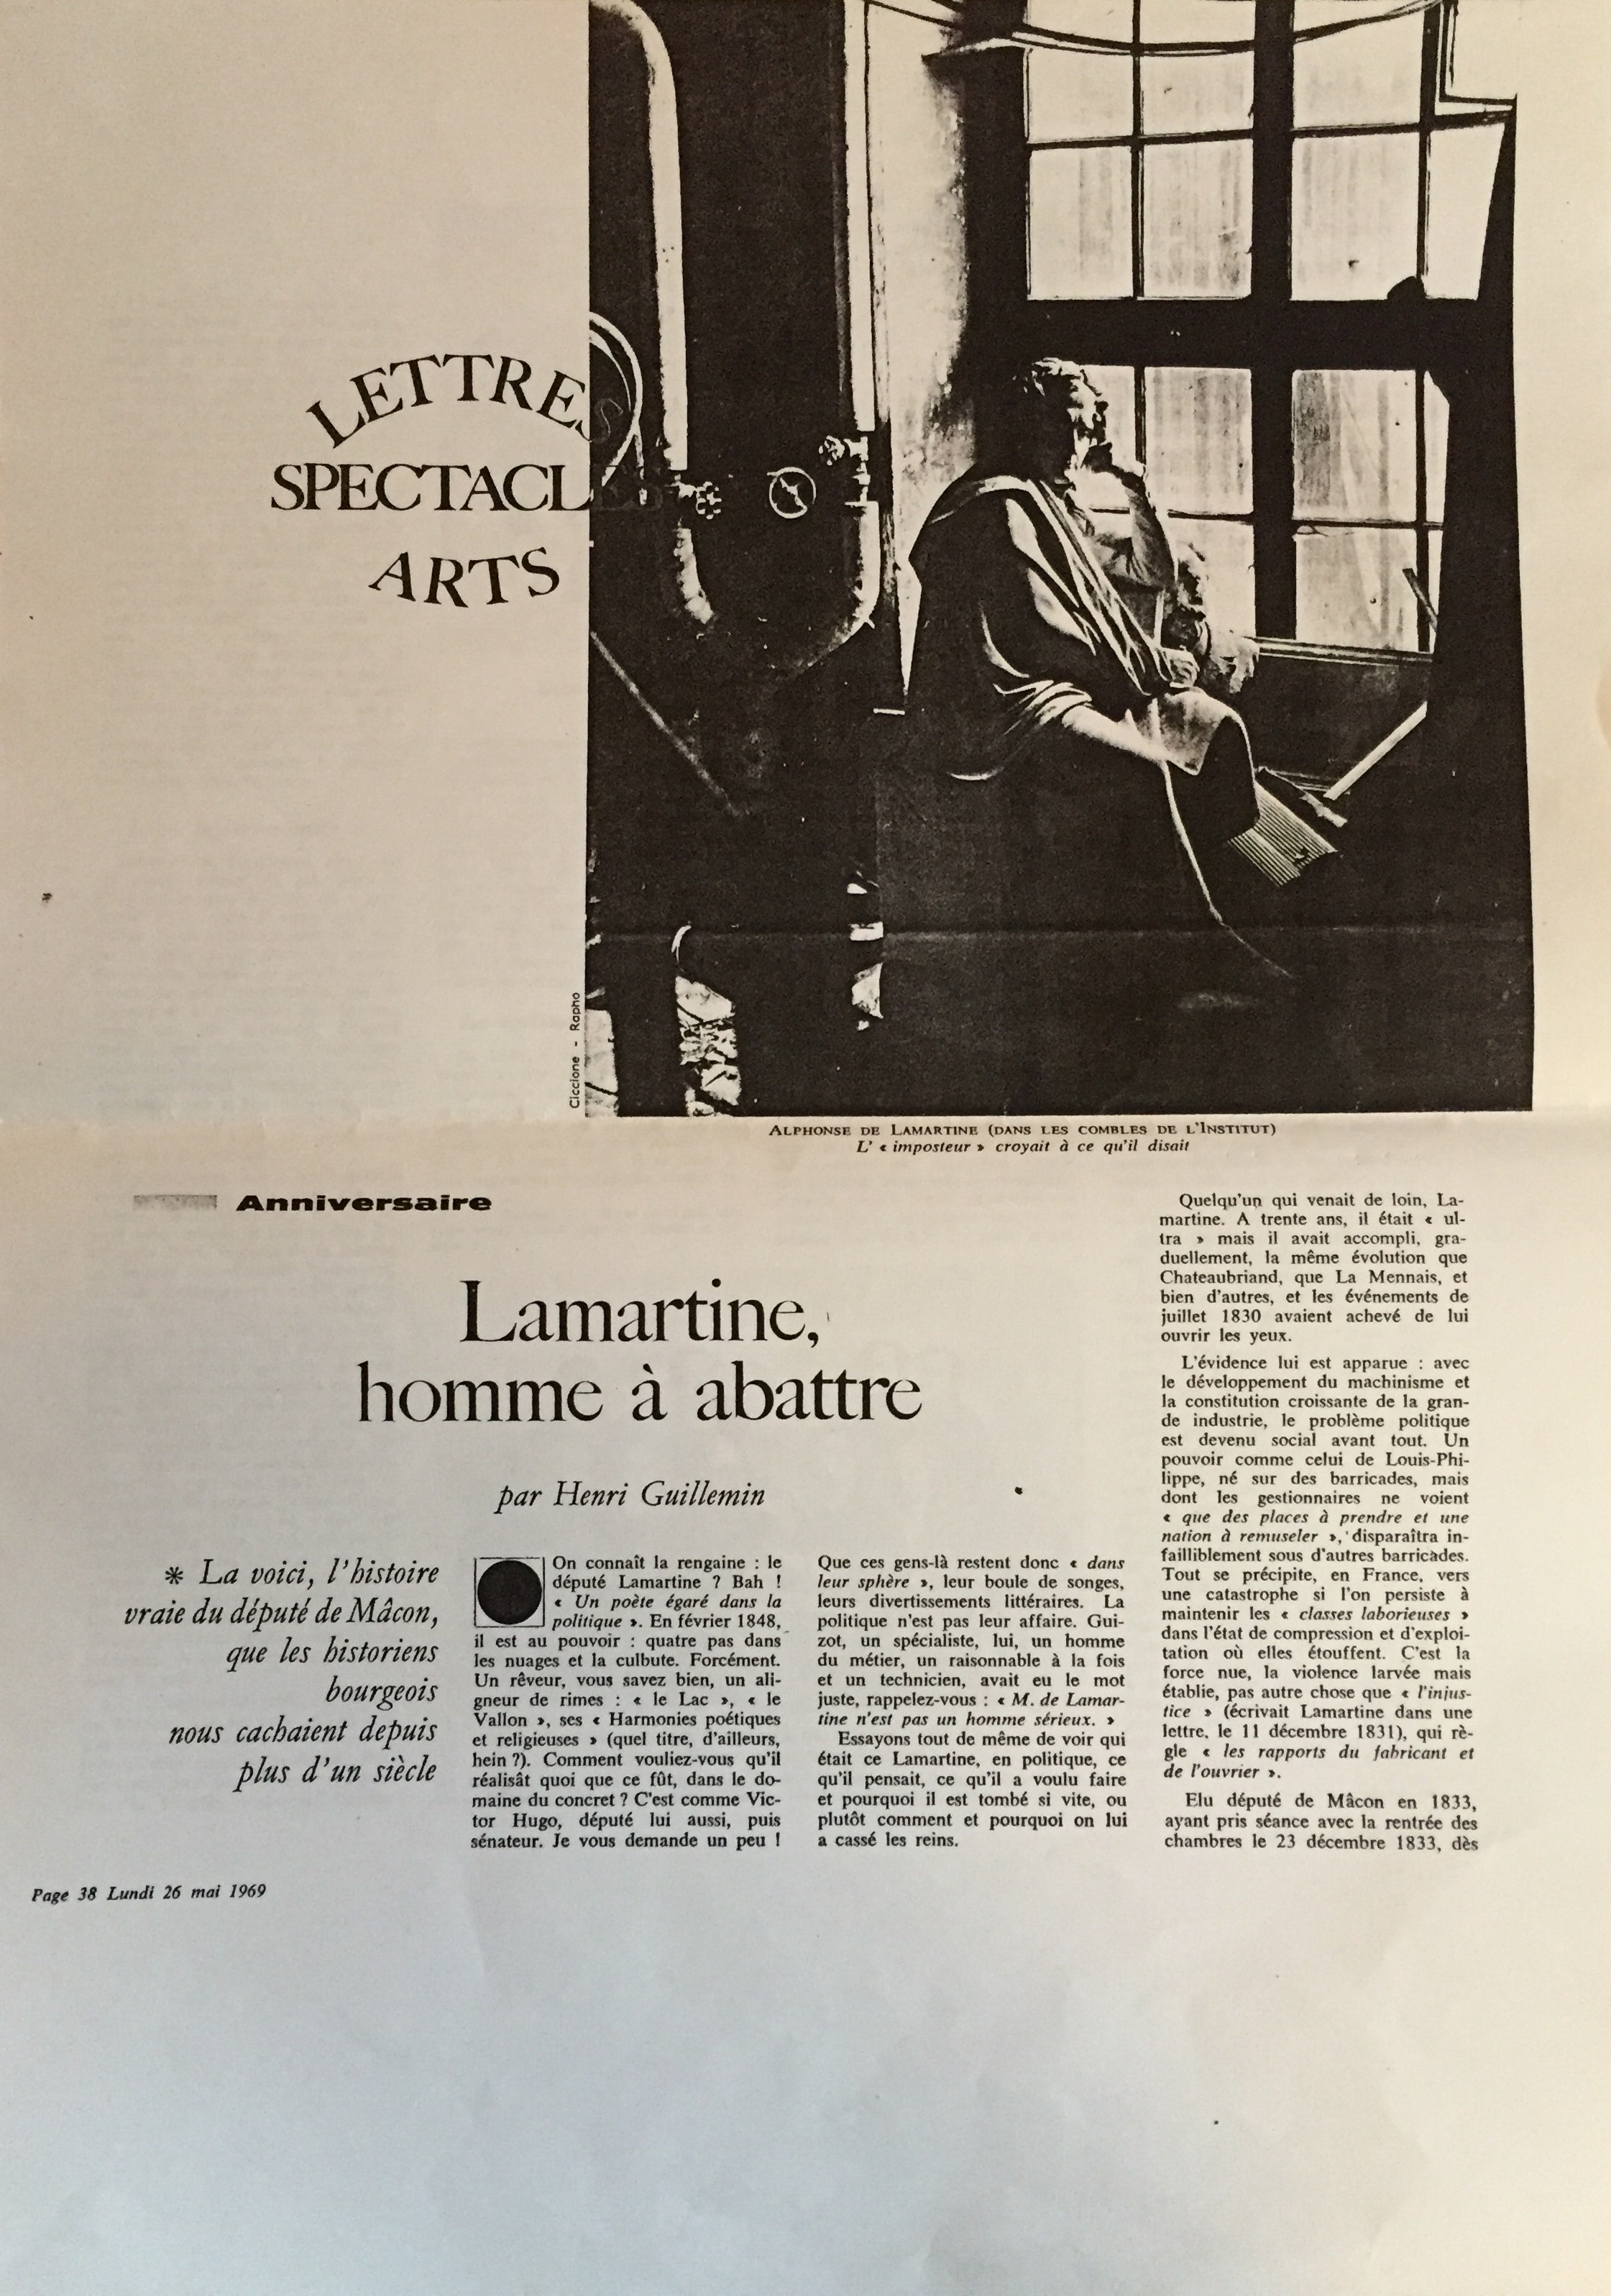 LETTRES
SPECTACL
ARTS
Ciccione - Rapho
ALPHONSE DE LAMARTINE (DANS LES COMBLES DE L'INSTITUT)
L' « imposteur » croyait à ce qu'il disait
Anniversaire
Lamartine,
homme à abattre
par Henri Guillemin
* La voici, l'histoire
vraie du député de Mâcon,
que les historiens
bourgeois
nous cachaient depuis
plus d'un siècle
On connaît la rengaine : le
député Lamartine ? Bah !
« Un poète égaré dans la
politique ». En février 1848,
il est au pouvoir : quatre pas dans
les nuages et la culbute. Forcément.
Un rêveur, vous savez bien, un ali-
gneur de rimes : « le Lac », « le
Vallon », ses « Harmonies poétiques
et religieuses » (quel titre, d'ailleurs,
hein ?). Comment vouliez-vous qu'il
réalisât quoi que ce fût, dans le do-
maine du concret ? C'est comme Vic-
tor Hugo, député lui aussi, puis
sénateur. Je vous demande un peu !
Que ces gens-là restent donc « dans
leur sphère », leur boule de songes,
leurs divertissements littéraires. La
politique n'est pas leur affaire. Gui-
zot, un spécialiste, lui, un homme
du métier, un raisonnable à la fois
et un technicien, avait eu le mot
juste, rappelez-vous : « M. de Lamar-
tine n'est pas un homme sérieux. »
Essayons tout de même de voir qui
était ce Lamartine, en politique, ce
qu'il pensait, ce qu'il a voulu faire
et pourquoi il est tombé si vite, ou
plutôt comment et pourquoi on lui
a cassé les reins.
Quelqu'un qui venait de loin, La-
martine. A trente ans, il était « ul-
tra » mais il avait accompli, gra-
duellement, la même évolution que
Chateaubriand, que La Mennais, et
bien d'autres, et les événements de
juillet 1830 avaient achevé de lui
ouvrir les yeux.
L'évidence lui est apparue : avec
le développement du machinisme et
la constitution croissante de la gran-
de industrie, le problème politique
est devenu social avant tout. Un
pouvoir comme celui de Louis-Phi-
lippe, né sur des barricades, mais
dont les gestionnaires ne voient
« que des places à prendre et une
nation à remuseler », disparaîtra in-
failliblement sous d'autres barricades.
Tout se précipite, en France, vers
une catastrophe si l'on persiste à
maintenir les « classes laborieuses »
dans l'état de compression et d'exploi-
tation où elles étouffent. C'est la
force nue, la violence larvée mais
établie, pas autre chose que « l'injus-
tice » (écrivait Lamartine dans une
lettre, le 11 décembre 1831), qui rè-
gle « les rapports du fabricant et
de l'ouvrier ».
Elu député de Mâcon en 1833,
ayant pris séance avec la rentrée des
chambres le 23 décembre 1833, dès
Page 38 Lundi 26 mai 1969